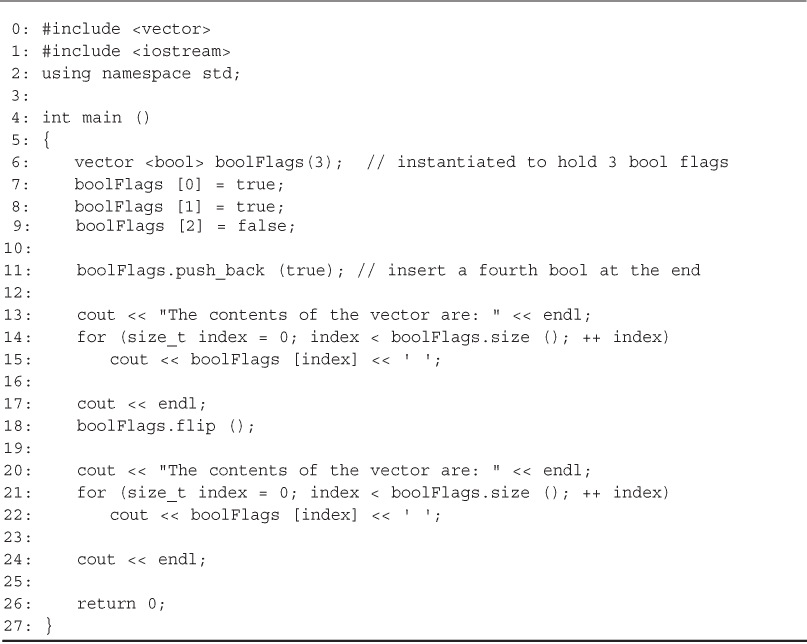 0: #include <vector>
1: #include <iostream>
2: using namespace std;
3:
4: int main ()
5: {
6:    vector <bool> boolFlags(3);  // instantiated to hold 3 bool flags
7:    boolFlags [0] = true;
8:    boolFlags [1] = true;
9:    boolFlags [2] = false;
10:
11:    boolFlags.push_back (true); // insert a fourth bool at the end
12:
13:    cout << "The contents of the vector are: " << endl;
14:    for (size_t index = 0; index < boolFlags.size (); ++ index)
15:       cout << boolFlags [index] << ' ';
16:
17:    cout << endl;
18:    boolFlags.flip ();
19:
20:    cout << "The contents of the vector are: " << endl;
21:    for (size_t index = 0; index < boolFlags.size (); ++ index)
22:       cout << boolFlags [index] << ' ';
23:
24:    cout << endl;
25:
26:    return 0;
27: }